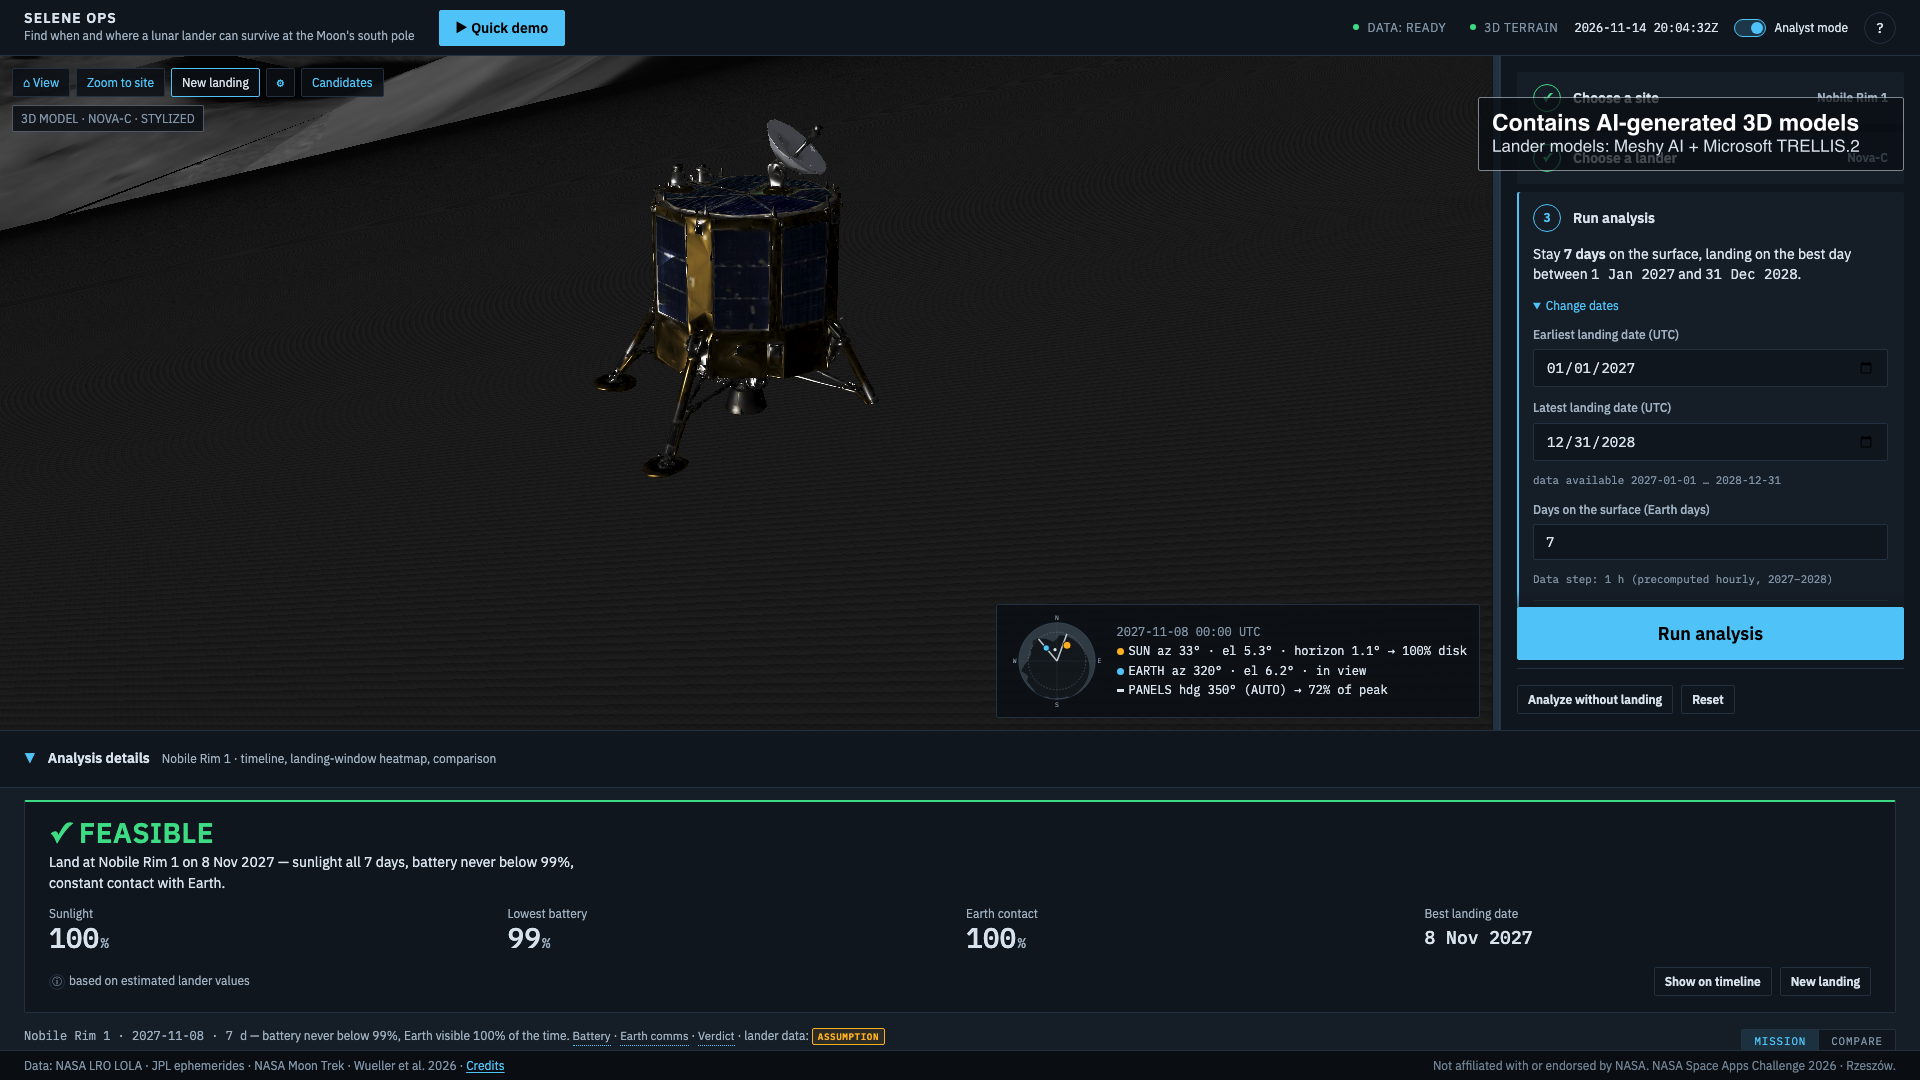 SELENE OPS
Find when and where a lunar lander can survive at the Moon's south pole
▶ Quick demo
DATA: READY
3D TERRAIN
2026-11-14 20:04:32Z
Analyst mode
?
⌂ View
Zoom to site
New landing
Candidates
3D MODEL · NOVA-C · STYLIZED
Choose a site
Nobile Rim 1
Contains AI-generated 3D models
Lander models: Meshy AI + Microsoft TRELLIS.2
Choose a lander
Nova-C
3 Run analysis
Stay 7 days on the surface, landing on the best day
between 1 Jan 2027 and 31 Dec 2028.
▼ Change dates
Earliest landing date (UTC)
01/01/2027
Latest landing date (UTC)
12/31/2028
data available 2027-01-01 … 2028-12-31
Days on the surface (Earth days)
7
Data step: 1 h (precomputed hourly, 2027–2028)
Run analysis
Analyze without landing
Reset
N
W
E
S
2027-11-08 00:00 UTC
SUN az 33° · el 5.3° · horizon 1.1° → 100% disk
EARTH az 320° · el 6.2° · in view
PANELS hdg 350° (AUTO) → 72% of peak
▼ Analysis details
Nobile Rim 1 · timeline, landing-window heatmap, comparison
✔ FEASIBLE
Land at Nobile Rim 1 on 8 Nov 2027 — sunlight all 7 days, battery never below 99%,
constant contact with Earth.
Sunlight
100%
Lowest battery
99%
Earth contact
100%
Best landing date
8 Nov 2027
ⓘ based on estimated lander values
Show on timeline
New landing
Nobile Rim 1 · 2027-11-08 · 7 d — battery never below 99%, Earth visible 100% of the time. Battery · Earth comms · Verdict · lander data: ASSUMPTION
MISSION
COMPARE
Data: NASA LRO LOLA · JPL ephemerides · NASA Moon Trek · Wueller et al. 2026 · Credits
Not affiliated with or endorsed by NASA. NASA Space Apps Challenge 2026 · Rzeszów.